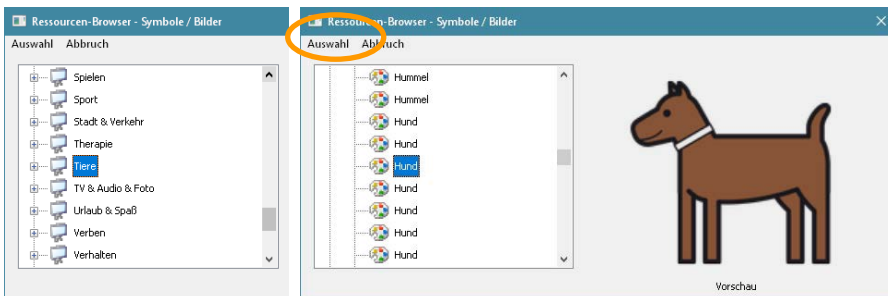 Ressourcen-Browser - Symbole / Bilder
Auswahl Abbruch
Spielen
Sport
Stadt & Verkehr
Therapie
Tiere
TV & Audio & Foto
Urlaub & Spaß
Verben
Verhalten
Ressourcen-Browser - Symbole / Bilder
Auswahl Abbruch
Hummel
Hummel
Hund
Hund
Hund
Hund
Hund
Hund
Hund
Vorschau